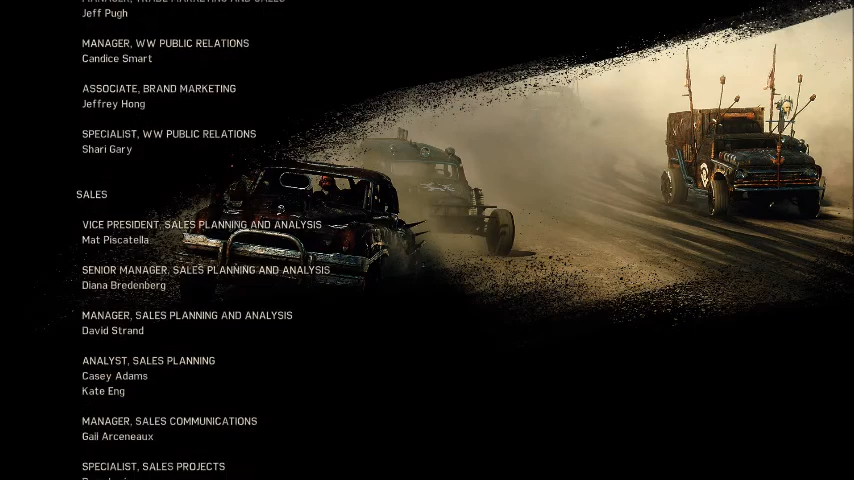 Jeff Pugh
MANAGER, WW PUBLIC RELATIONS
Candice Smart
ASSOCIATE, BRAND MARKETING
Jeffrey Hong
SPECIALIST, WW PUBLIC RELATIONS
Shari Gary
SALES
VICE PRESIDENT, SALES PLANNING AND ANALYSIS
Mat Piscatella
SENIOR MANAGER, SALES PLANNING AND ANALYSIS
Diana Bredenberg
MANAGER, SALES PLANNING AND ANALYSIS
David Strand
ANALYST, SALES PLANNING
Casey Adams
Kate Eng
MANAGER, SALES COMMUNICATIONS
Gail Arceneaux
SPECIALIST, SALES PROJECTS